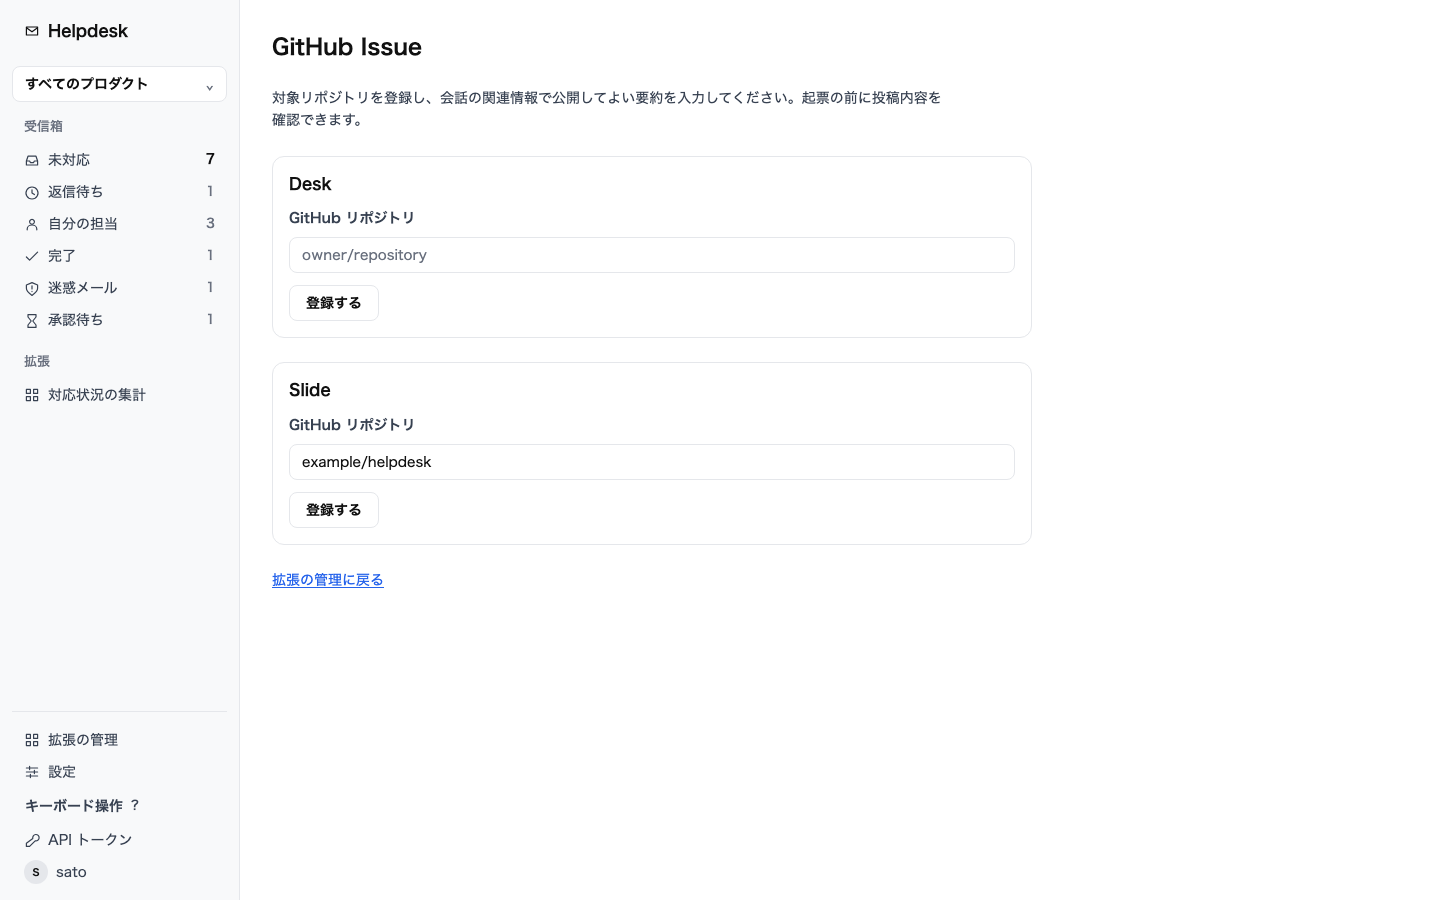 Helpdesk
すべてのプロダクト
受信箱
未対応 7
返信待ち 1
自分の担当 3
完了 1
迷惑メール 1
承認待ち 1
拡張
対応状況の集計
拡張の管理
設定
キーボード操作 ?
API トークン
S sato
GitHub Issue
対象リポジトリを登録し、会話の関連情報で公開してよい要約を入力してください。起票の前に投稿内容を
確認できます。
Desk
GitHub リポジトリ
owner/repository
登録する
Slide
GitHub リポジトリ
example/helpdesk
登録する
拡張の管理に戻る